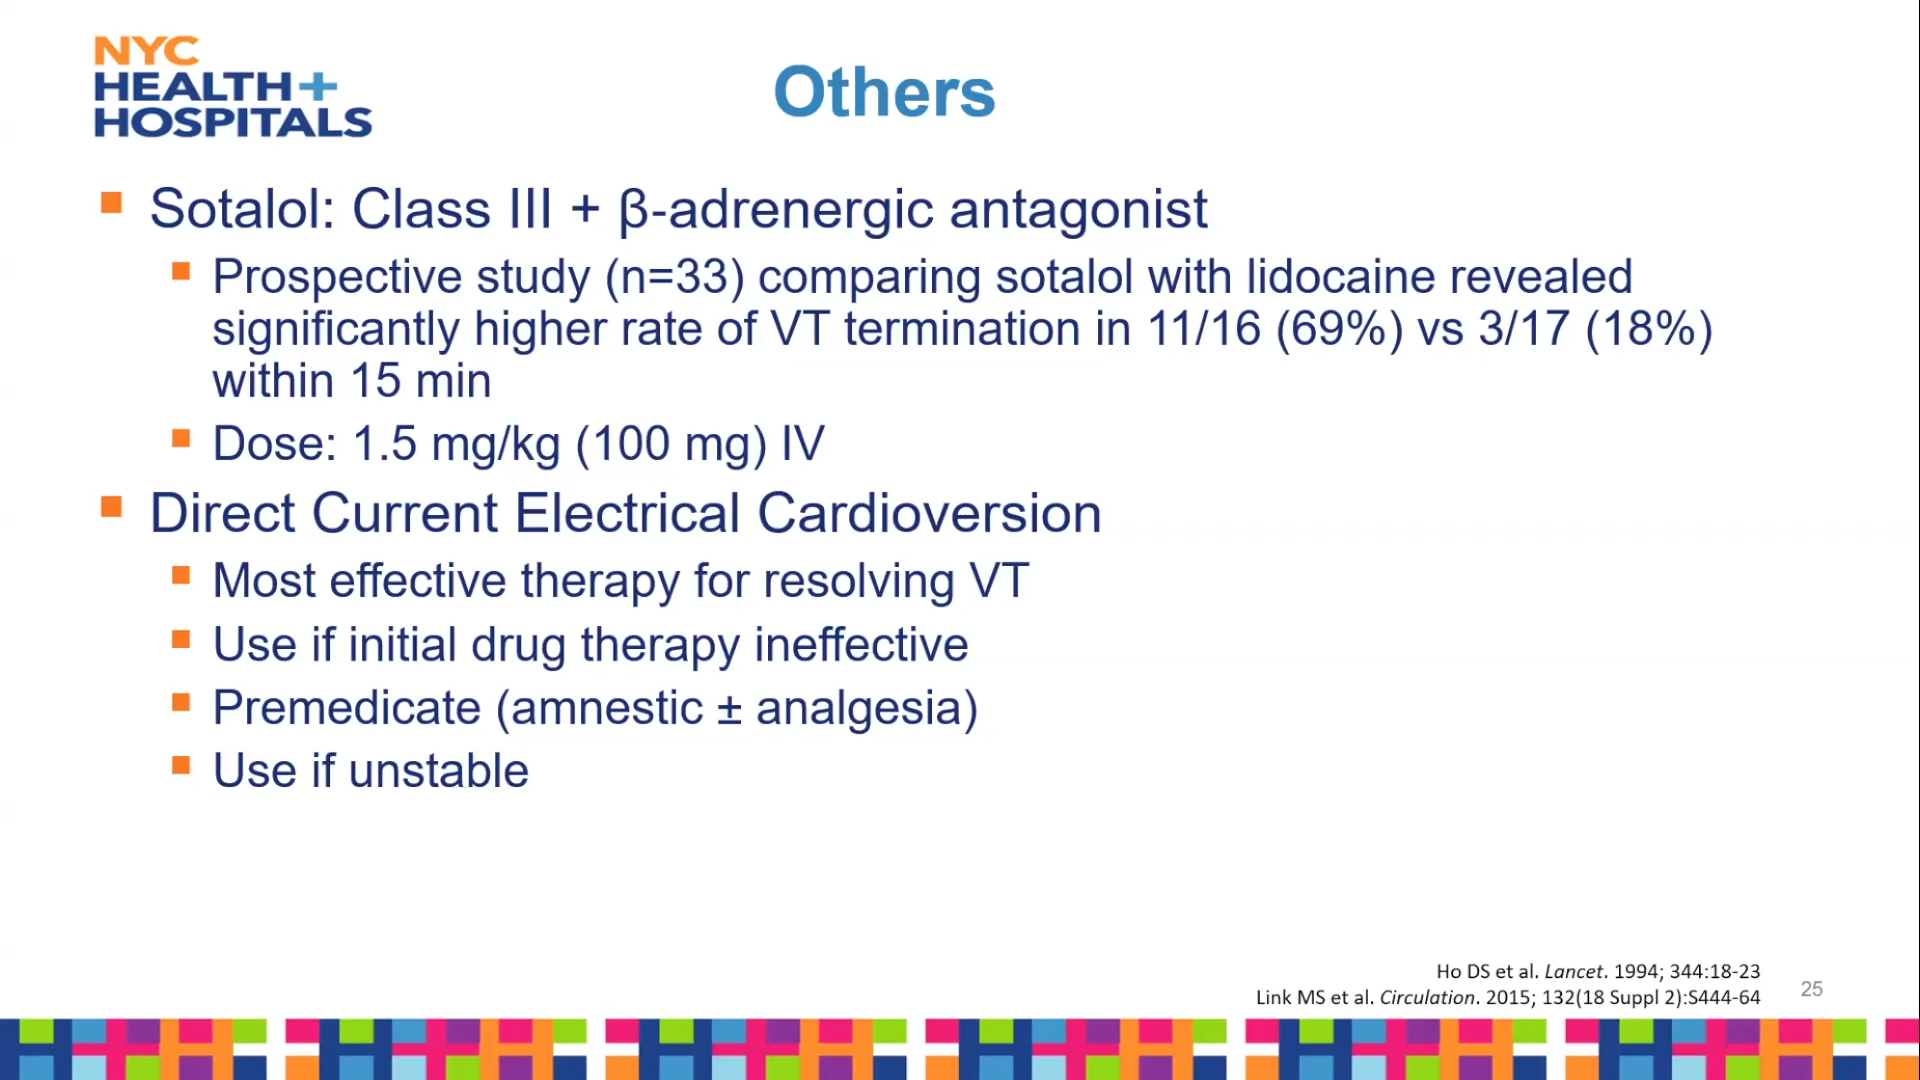 NYC
HEALTH+
HOSPITALS
Others
Sotalol: Class III + β-adrenergic antagonist
Prospective study (n=33) comparing sotalol with lidocaine revealed
significantly higher rate of VT termination in 11/16 (69%) vs 3/17 (18%)
within 15 min
Dose: 1.5 mg/kg (100 mg) IV
Direct Current Electrical Cardioversion
Most effective therapy for resolving VT
Use if initial drug therapy ineffective
Premedicate (amnestic ± analgesia)
Use if unstable
Ho DS et al. Lancet. 1994; 344:18-23
Link MS et al. Circulation. 2015; 132(18 Suppl 2):S444-64
25